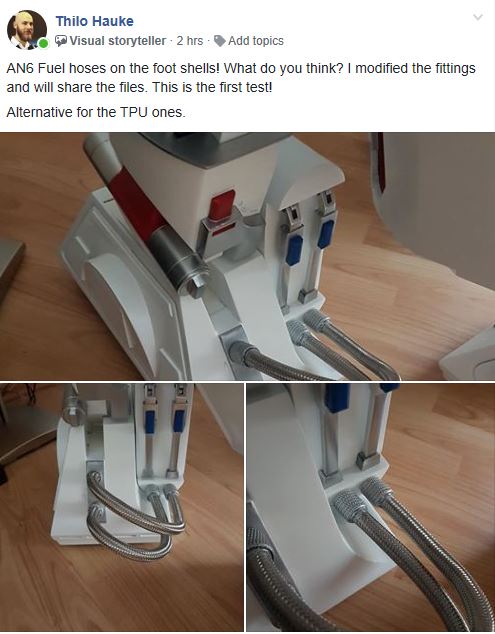 Thilo Hauke
Visual storyteller · 2 hrs · Add topics
AN6 Fuel hoses on the foot shells! What do you think? I modified the fittings
and will share the files. This is the first test!
Alternative for the TPU ones.